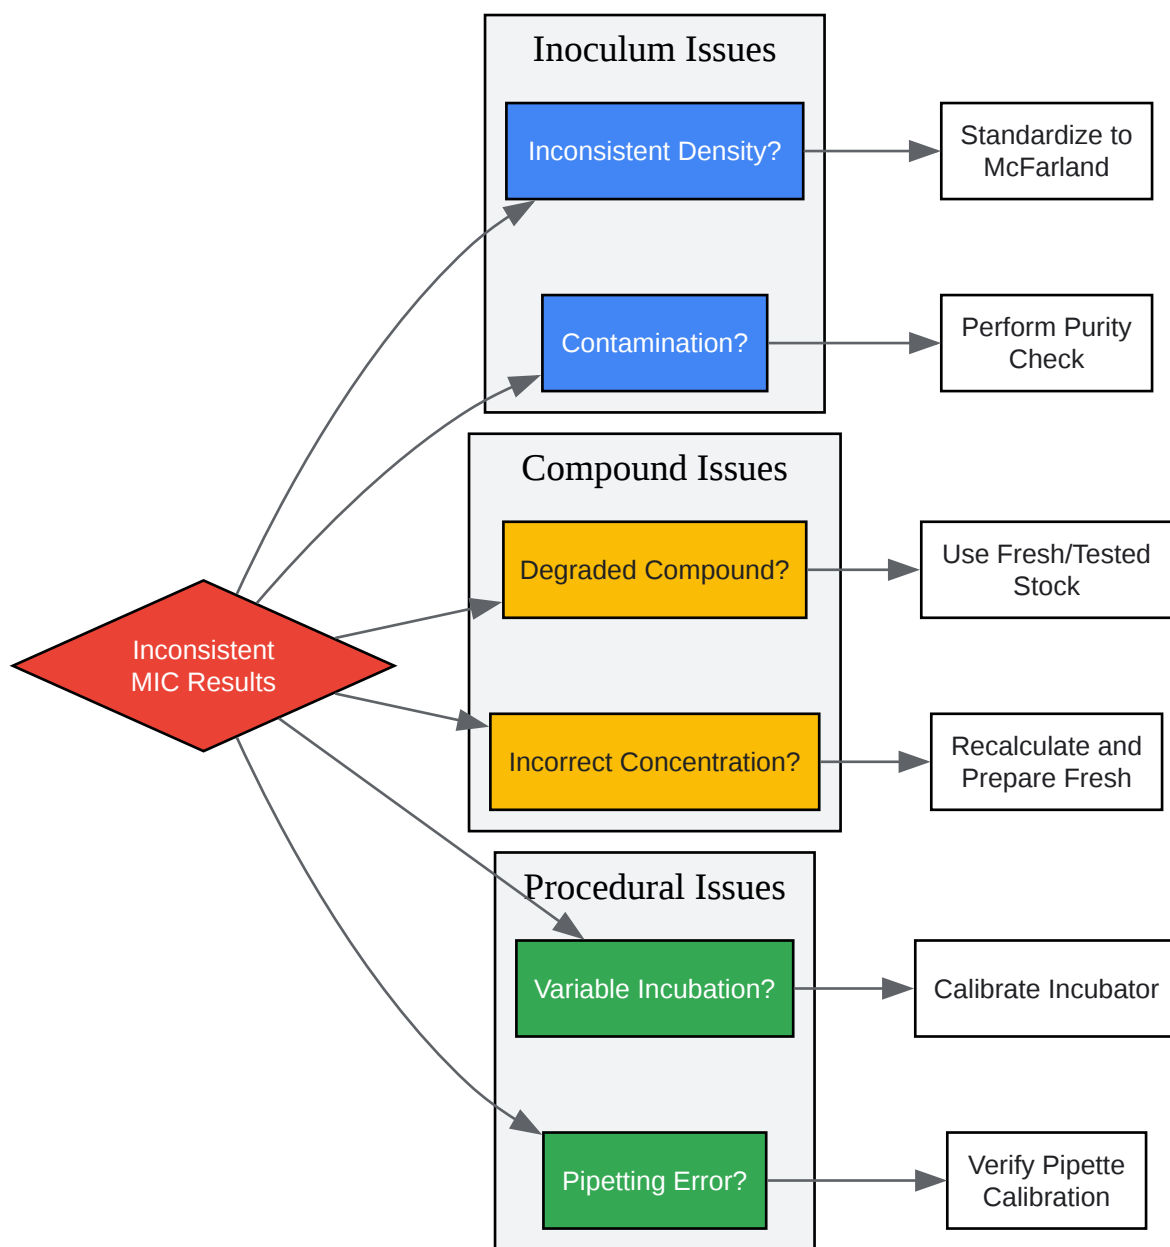 Inoculum Issues
Inconsistent Density?
Standardize to
McFarland
Contamination?
Perform Purity
Check
Compound Issues
Degraded Compound?
Use Fresh/Tested
Stock
Inconsistent
MIC Results
Incorrect Concentration?
Recalculate and
Prepare Fresh
Procedural Issues
Variable Incubation?
Calibrate Incubator
Pipetting Error?
Verify Pipette
Calibration